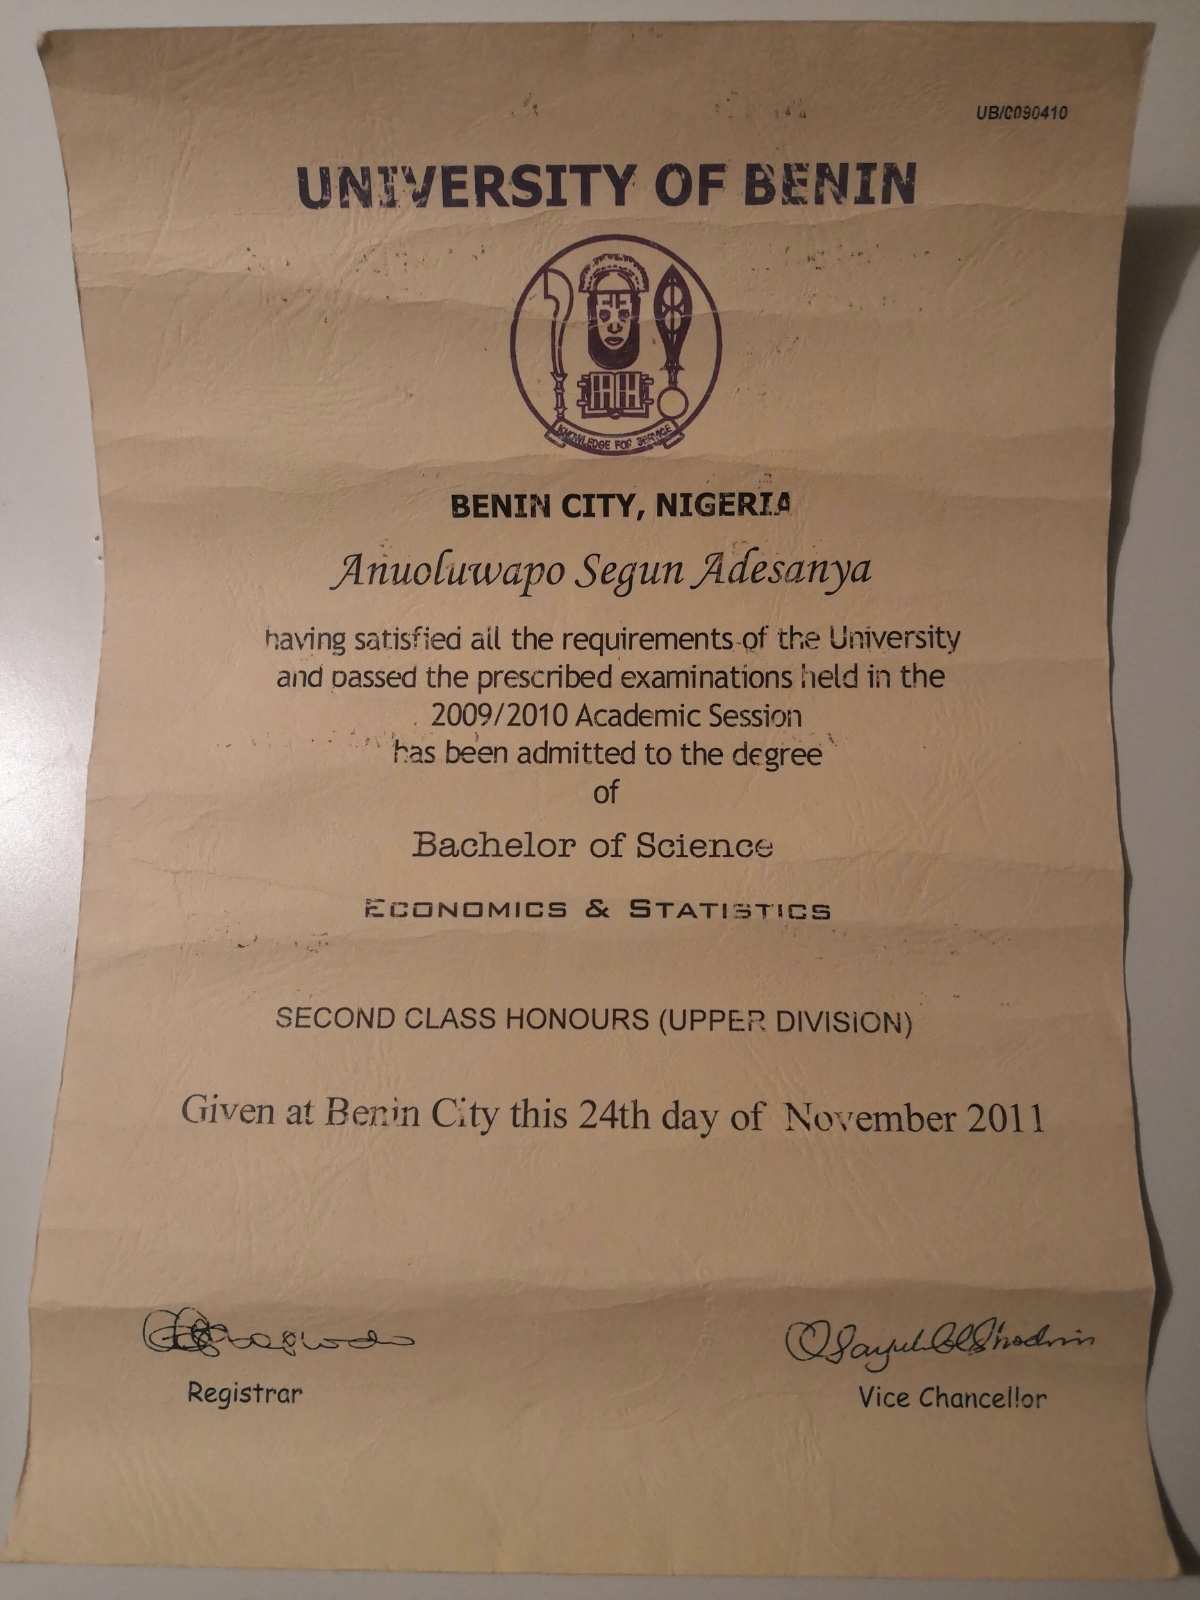 UB/0090410
UNIVERSITY OF BENIN
KNOWLEDGE FOR SERVICE
BENIN CITY, NIGERIA
Anuoluwapo Segun Adesanya
having satisfied all the requirements of the University
and passed the prescribed examinations held in the
2009/2010 Academic Session
has been admitted to the degree
of
Bachelor of Science
ECONOMICS & STATISTICS
SECOND CLASS HONOURS (UPPER DIVISION)
Given at Benin City this 24th day of November 2011
Registrar
Vice Chancellor